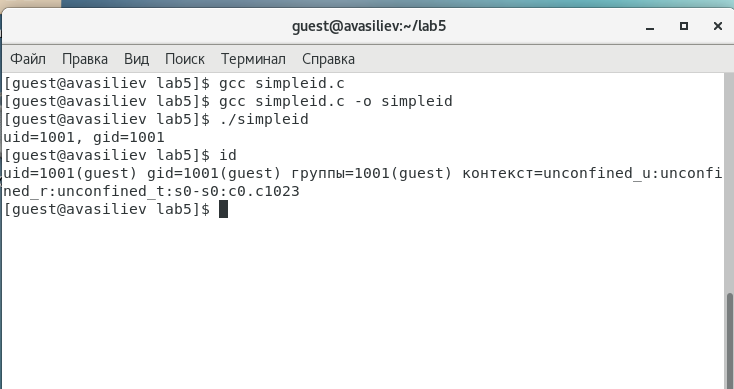 guest@avasiliev:~/lab5
Файл Правка Вид Поиск Терминал Справка
[guest@avasiliev lab5]$ gcc simpleid.c
[guest@avasiliev lab5]$ gcc simpleid.c -o simpleid
[guest@avasiliev lab5]$ ./simpleid
uid=1001, gid=1001
[guest@avasiliev lab5]$ id
uid=1001(guest) gid=1001(guest) группы=1001(guest) контекст=unconfined_u:unconfi
ned_r:unconfined_t:s0-s0:c0.c1023
[guest@avasiliev lab5]$